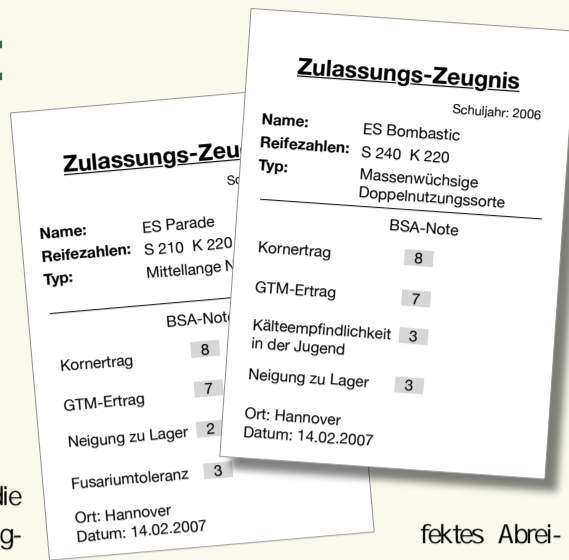 Zulassungs-Zeugnis
Schuljahr: 2006
Name: ES Bombastic
Reifezahlen: S 240 K 220
Typ: Massenwüchsige
Doppelnutzungssorte
BSA-Note
Kornertrag 8
GTM-Ertrag 7
Kälteempfindlichkeit
in der Jugend 3
Neigung zu Lager 3
Ort: Hannover
Datum: 14.02.2007
Name: ES Parade
Reifezahlen: S 210 K 220
Typ: Mittellange
Kornertrag 8
GTM-Ertrag 7
Neigung zu Lager 2
Fusariumtoleranz 3
Ort: Hannover
Datum: 14.02.2007
fektes Abrei-